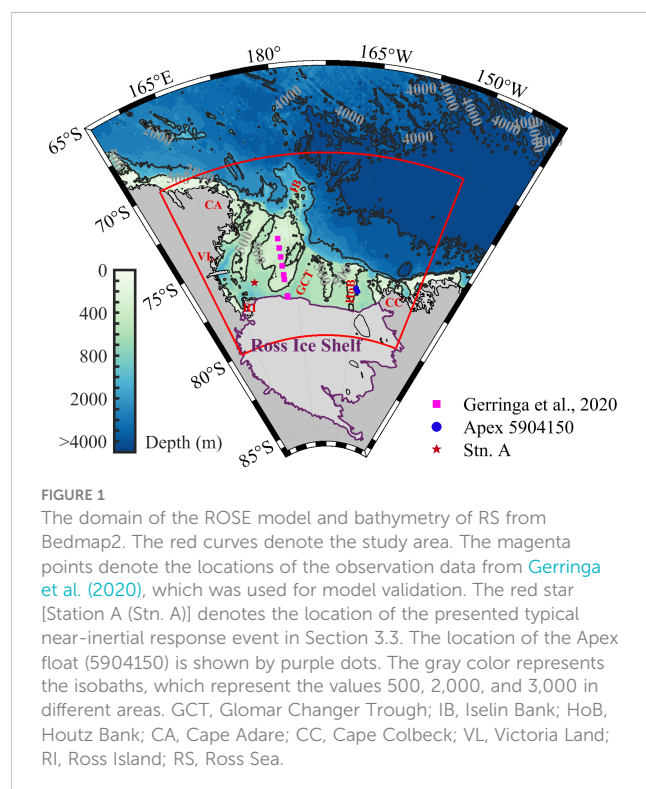 180°
165°E
165°W
150°W
65°S
70°S
75°S
80°S
85°S
4000
4000
4000
4000
4000
4000
4000
4000
IB
CA
VL
GCT
HoB
RI
CC
Ross Ice Shelf
0
400
800
2000
>4000
Depth (m)
Gerringa et al., 2020
Apex 5904150
Stn. A
FIGURE 1
The domain of the ROSE model and bathymetry of RS from
Bedmap2. The red curves denote the study area. The magenta
points denote the locations of the observation data from Gerringa
et al. (2020), which was used for model validation. The red star
[Station A (Stn. A)] denotes the location of the presented typical
near-inertial response event in Section 3.3. The location of the Apex
float (5904150) is shown by purple dots. The gray color represents
the isobaths, which represent the values 500, 2,000, and 3,000 in
different areas. GCT, Glomar Changer Trough; IB, Iselin Bank; HoB,
Houtz Bank; CA, Cape Adare; CC, Cape Colbeck; VL, Victoria Land;
RI, Ross Island; RS, Ross Sea.